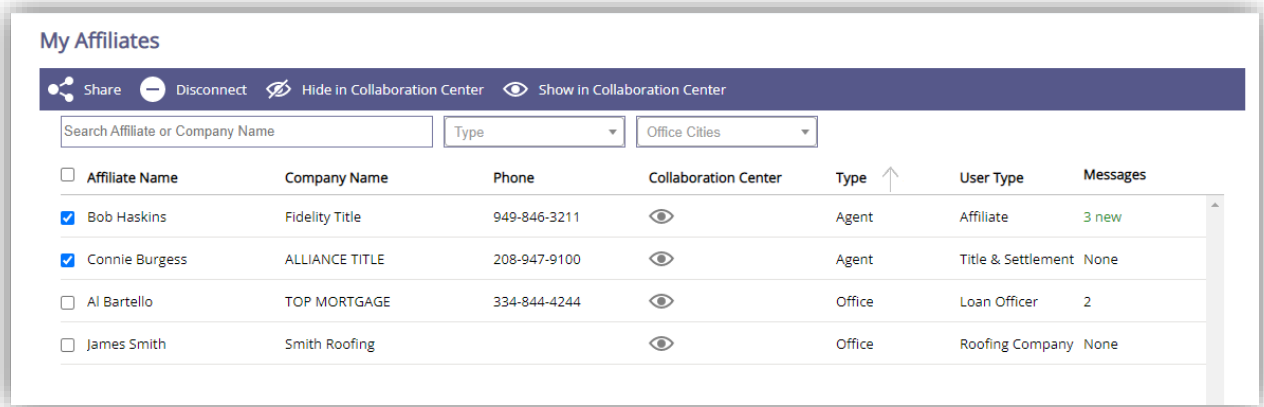 My Affiliates
Share Disconnect Hide in Collaboration Center Show in Collaboration Center
Search Affiliate or Company Name Type Office Cities
Affiliate Name Company Name Phone Collaboration Center Type User Type Messages
Bob Haskins Fidelity Title 949-846-3211 Agent Affiliate 3 new
Connie Burgess ALLIANCE TITLE 208-947-9100 Agent Title & Settlement None
Al Bartello TOP MORTGAGE 334-844-4244 Office Loan Officer 2
James Smith Smith Roofing Office Roofing Company None